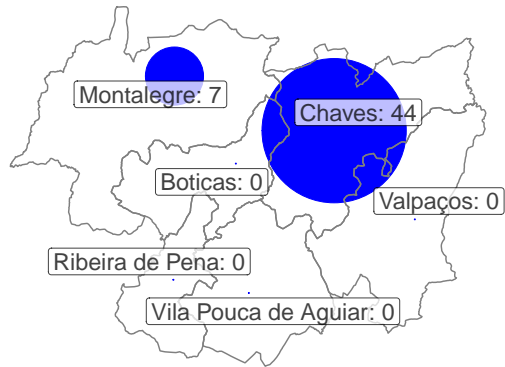 Montalegre: 7
Chaves: 44
Boticas: 0
Valpaços: 0
Ribeira de Pena: 0
Vila Pouca de Aguiar: 0